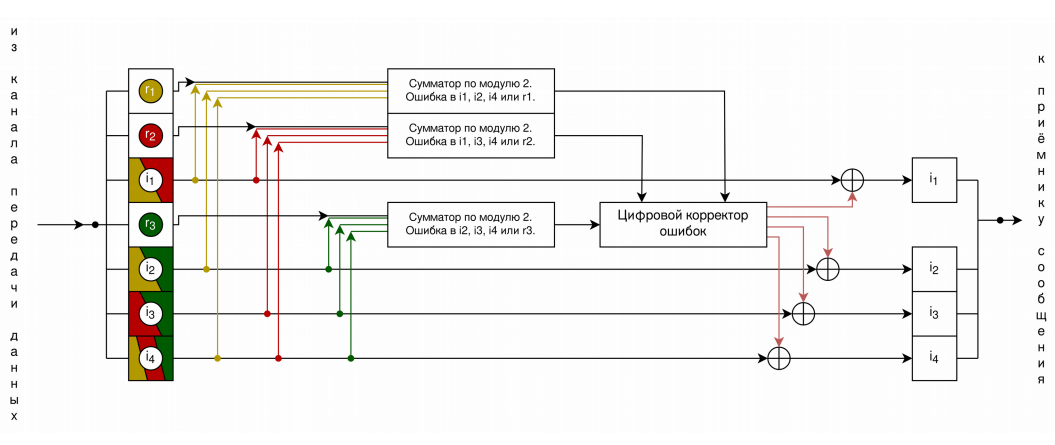 из канала передачи данных
r1
r2
i1
r3
i2
i3
i4
Сумматор по модулю 2.
Ошибка в i1, i2, i4 или r1.
Сумматор по модулю 2.
Ошибка в i1, i3, i4 или r2.
Сумматор по модулю 2.
Ошибка в i2, i3, i4 или r3.
Цифровой корректор
ошибок
i1
i2
i3
i4
к приёмнику сообщения